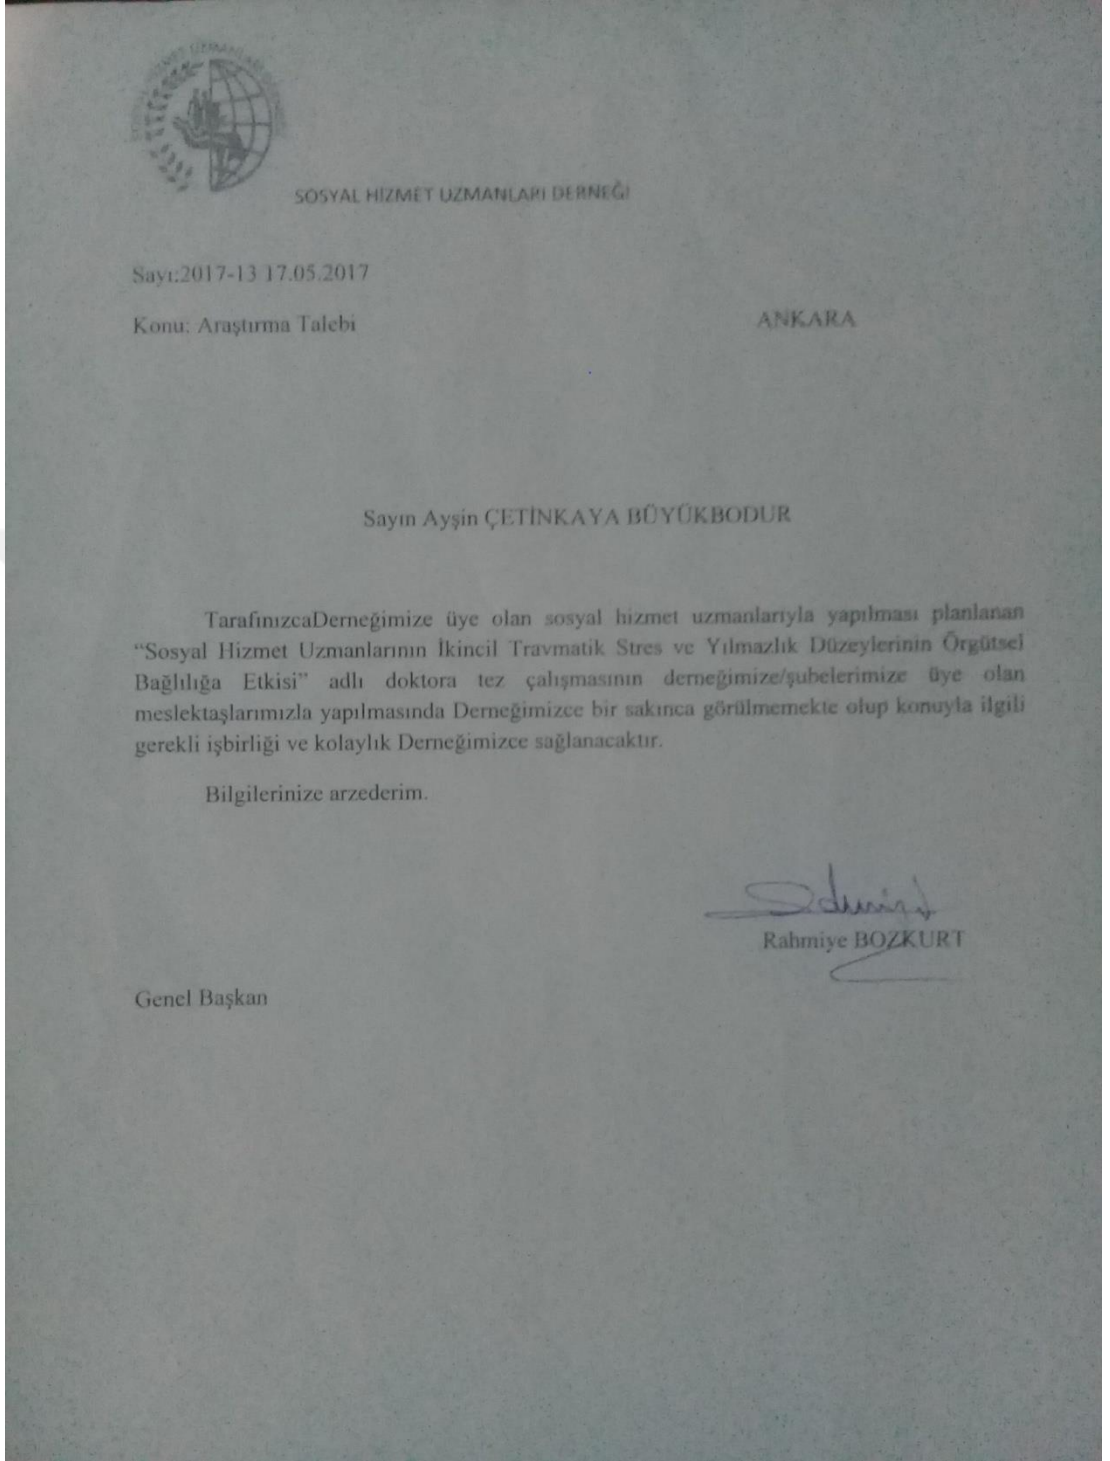 SOSYAL HİZMET UZMANLARI DERNEĞİ
Sayı:2017-13 17.05.2017
Konu: Araştırma Talebi
ANKARA
Sayın Ayşin ÇETİNKAYA BÜYÜKBODUR
TarafınızcaDerneğimize üye olan sosyal hizmet uzmanlarıyla yapılması planlanan
“Sosyal Hizmet Uzmanlarının İkincil Travmatik Stres ve Yılmazlık Düzeylerinin Örgütsel
Bağlılığa Etkisi” adlı doktora tez çalışmasının derneğimize/şubelerimize üye olan
meslektaşlarımızla yapılmasında Derneğimizce bir sakınca görülmemekte olup konuyla ilgili
gerekli işbirliği ve kolaylık Derneğimizce sağlanacaktır.
Bilgilerinize arzederim.
Rahmiye BOZKURT
Genel Başkan